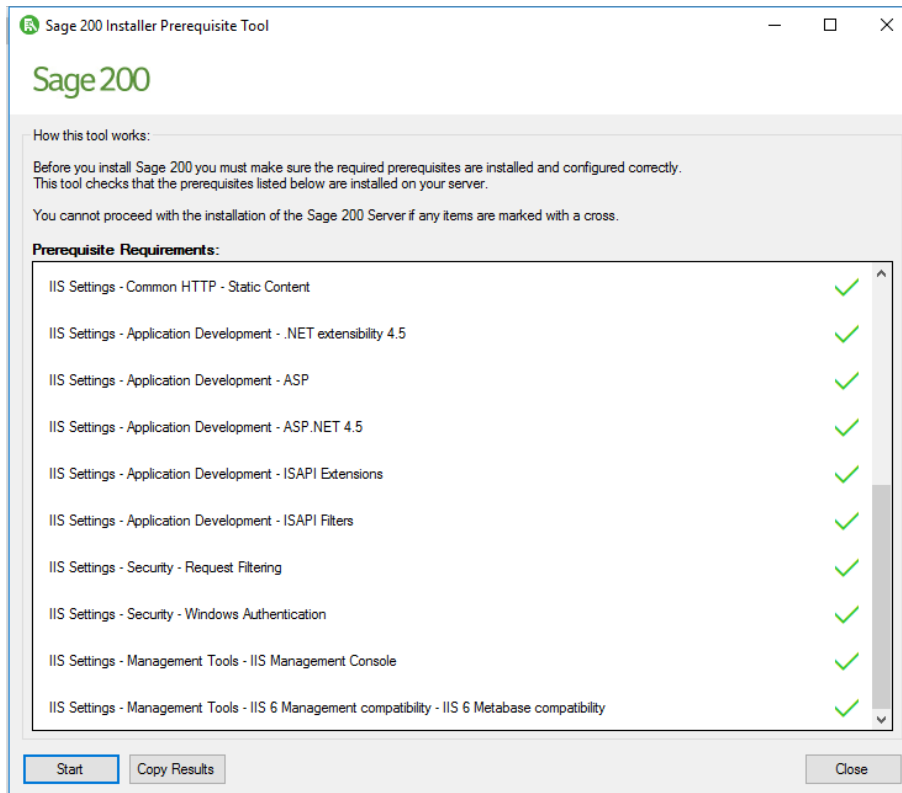 Sage 200 Installer Prerequisite Tool
Sage 200
How this tool works:
Before you install Sage 200 you must make sure the required prerequisites are installed and configured correctly.
This tool checks that the prerequisites listed below are installed on your server.
You cannot proceed with the installation of the Sage 200 Server if any items are marked with a cross.
Prerequisite Requirements:
IIS Settings - Common HTTP - Static Content
IIS Settings - Application Development - .NET extensibility 4.5
IIS Settings - Application Development - ASP
IIS Settings - Application Development - ASP.NET 4.5
IIS Settings - Application Development - ISAPI Extensions
IIS Settings - Application Development - ISAPI Filters
IIS Settings - Security - Request Filtering
IIS Settings - Security - Windows Authentication
IIS Settings - Management Tools - IIS Management Console
IIS Settings - Management Tools - IIS 6 Management compatibility - IIS 6 Metabase compatibility
Start Copy Results Close